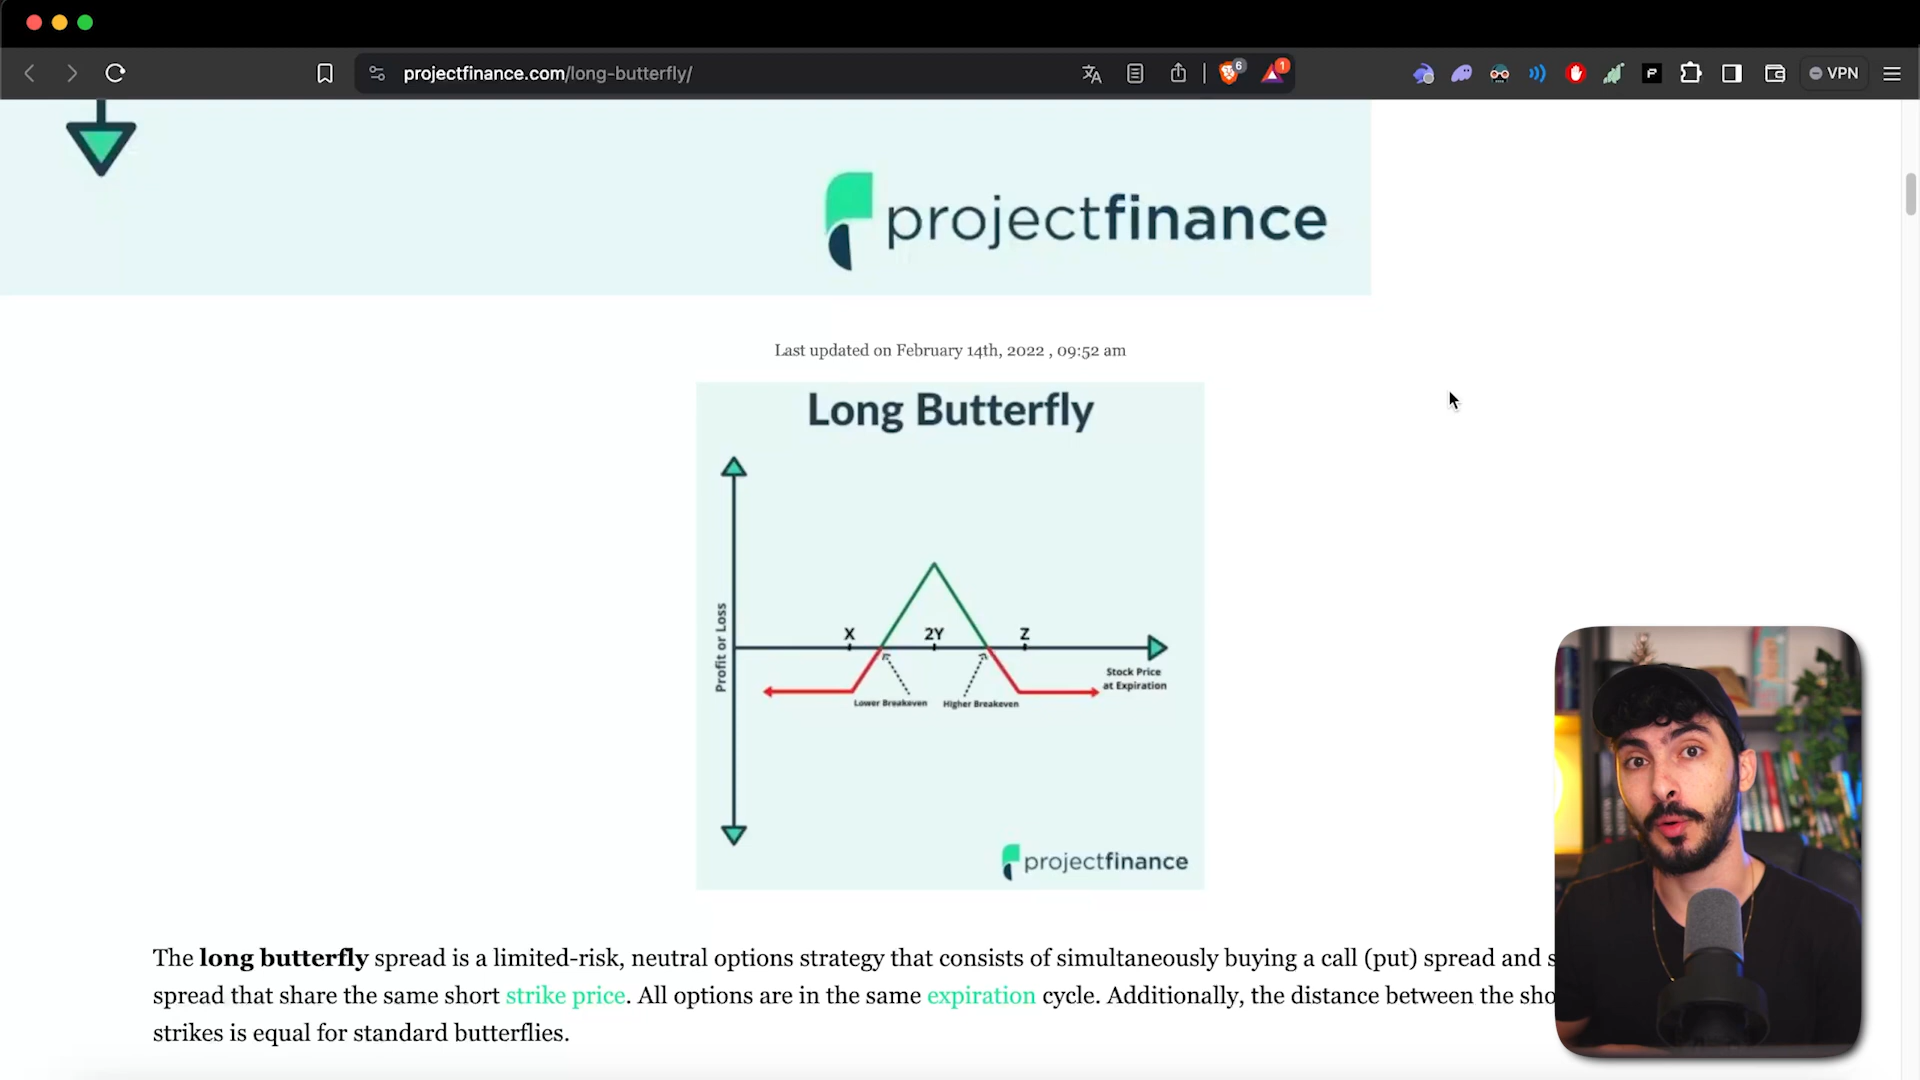 projectfinance.com/long-butterfly/
6
1
VPN
projectfinance
Last updated on February 14th, 2022 , 09:52 am
Long Butterfly
Profit or Loss
X
2Y
Z
Stock Price
at Expiration
Lower Breakeven
Higher Breakeven
projectfinance
The long butterfly spread is a limited-risk, neutral options strategy that consists of simultaneously buying a call (put) spread and s
spread that share the same short strike price. All options are in the same expiration cycle. Additionally, the distance between the sho
strikes is equal for standard butterflies.